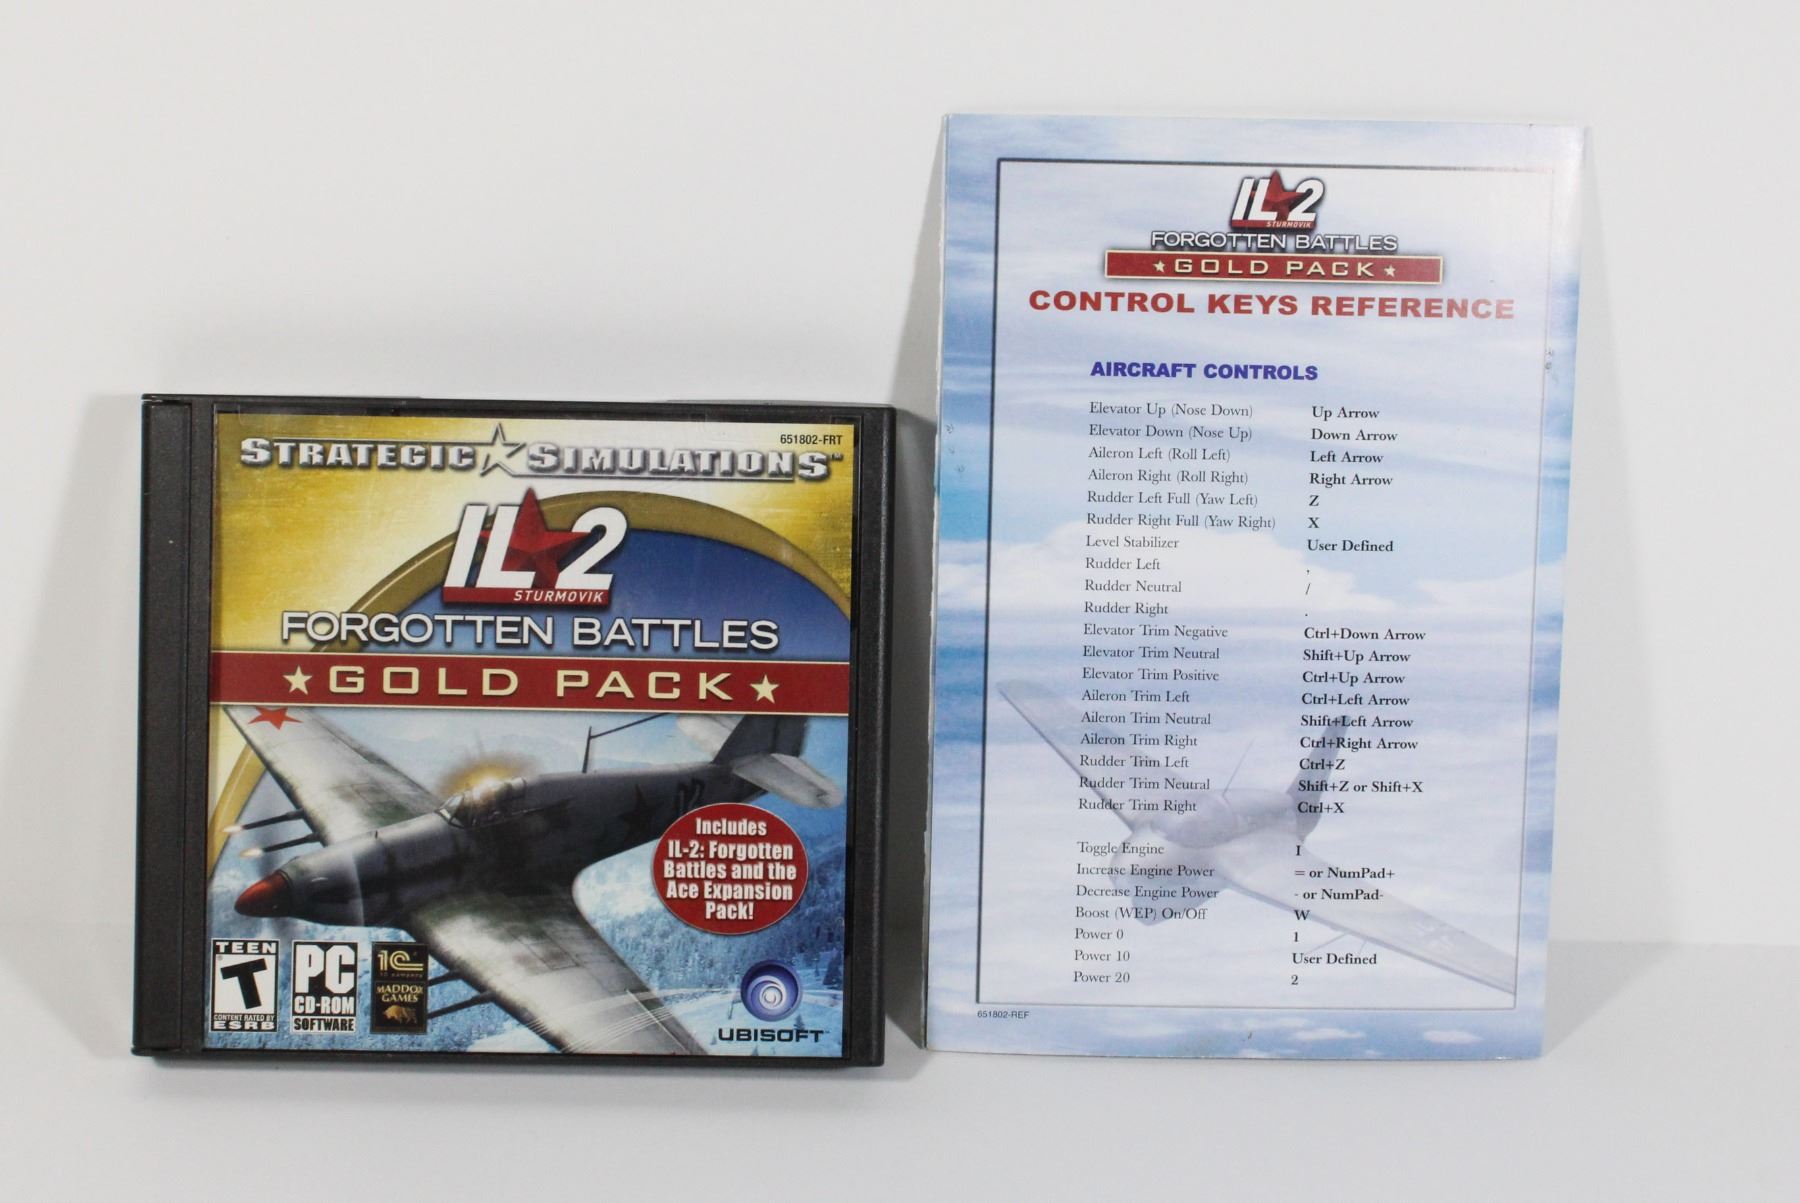 651802-FRT
STRATEGIC SIMULATIONS™
IL 2
STURMOVIK
FORGOTTEN BATTLES
GOLD PACK
Includes
IL-2: Forgotten
Battles and the
Ace Expansion
Pack!
TEEN
T
CONTENT RATED BY
ESRB
PC
CD-ROM
SOFTWARE
1C
MADDOX
GAMES
UBISOFT
IL 2
STURMOVIK
FORGOTTEN BATTLES
GOLD PACK
CONTROL KEYS REFERENCE
AIRCRAFT CONTROLS
Elevator Up (Nose Down) Up Arrow
Elevator Down (Nose Up) Down Arrow
Aileron Left (Roll Left) Left Arrow
Aileron Right (Roll Right) Right Arrow
Rudder Left Full (Yaw Left) Z
Rudder Right Full (Yaw Right) X
Level Stabilizer User Defined
Rudder Left ,
Rudder Neutral /
Rudder Right .
Elevator Trim Negative Ctrl+Down Arrow
Elevator Trim Neutral Shift+Up Arrow
Elevator Trim Positive Ctrl+Up Arrow
Aileron Trim Left Ctrl+Left Arrow
Aileron Trim Neutral Shift+Left Arrow
Aileron Trim Right Ctrl+Right Arrow
Rudder Trim Left Ctrl+Z
Rudder Trim Neutral Shift+Z or Shift+X
Rudder Trim Right Ctrl+X
Toggle Engine I
Increase Engine Power = or NumPad+
Decrease Engine Power - or NumPad-
Boost (WEP) On/Off W
Power 0 1
Power 10 User Defined
Power 20 2
651802-REF